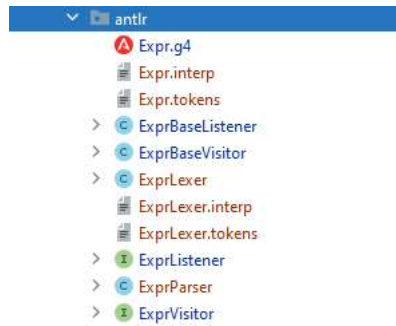 antlr
Expr.g4
Expr.interp
Expr.tokens
ExprBaseListener
ExprBaseVisitor
ExprLexer
ExprLexer.interp
ExprLexer.tokens
ExprListener
ExprParser
ExprVisitor